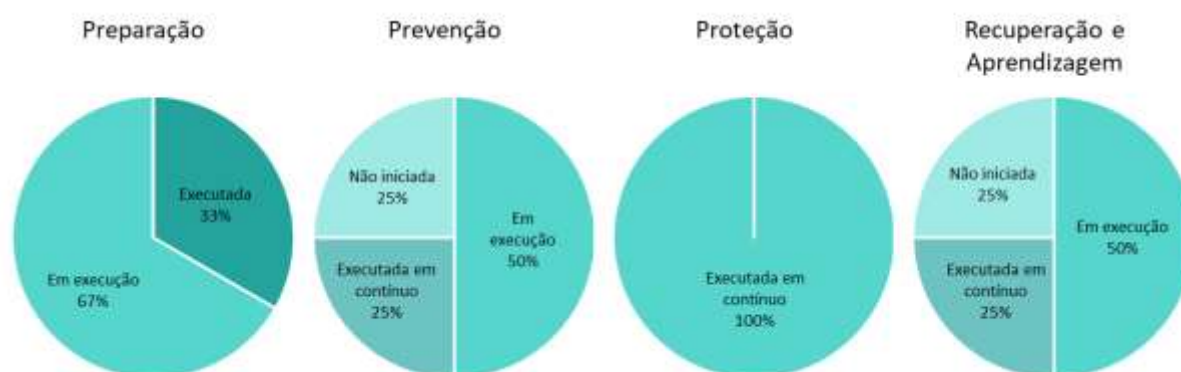 Preparação
Executada
33%
Em execução
67%
Prevenção
Não iniciada
25%
Em
execução
50%
Executada em
contínuo
25%
Proteção
Executada em
contínuo
100%
Recuperação e
Aprendizagem
Não iniciada
25%
Em execução
50%
Executada em
contínuo
25%